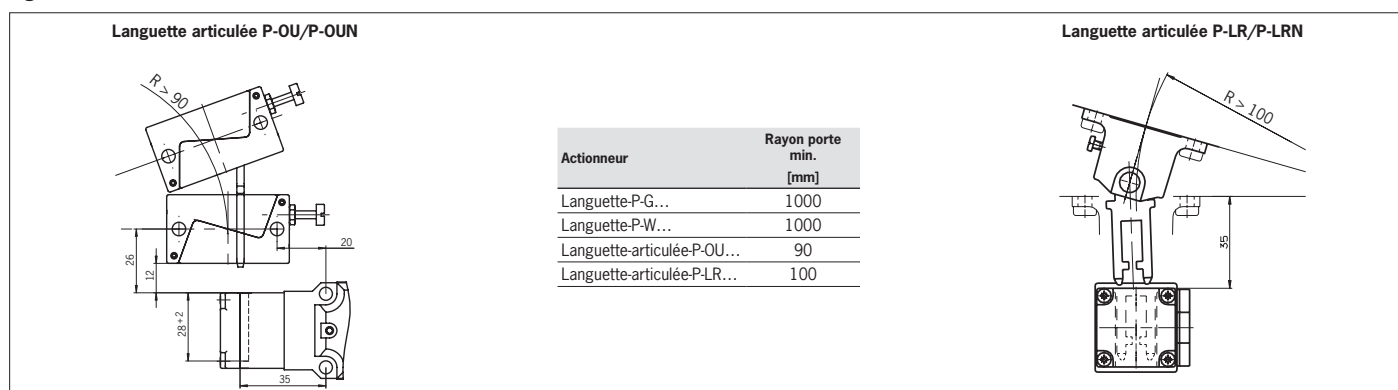 Languette articulée P-OU/P-OUN
R > 90
20
26
12
28+2
35
Actionneur
Rayon porte
min.
[mm]
Languette-P-G… 1000
Languette-P-W… 1000
Languette-articulée-P-OU… 90
Languette-articulée-P-LR… 100
Languette articulée P-LR/P-LRN
R > 100
35